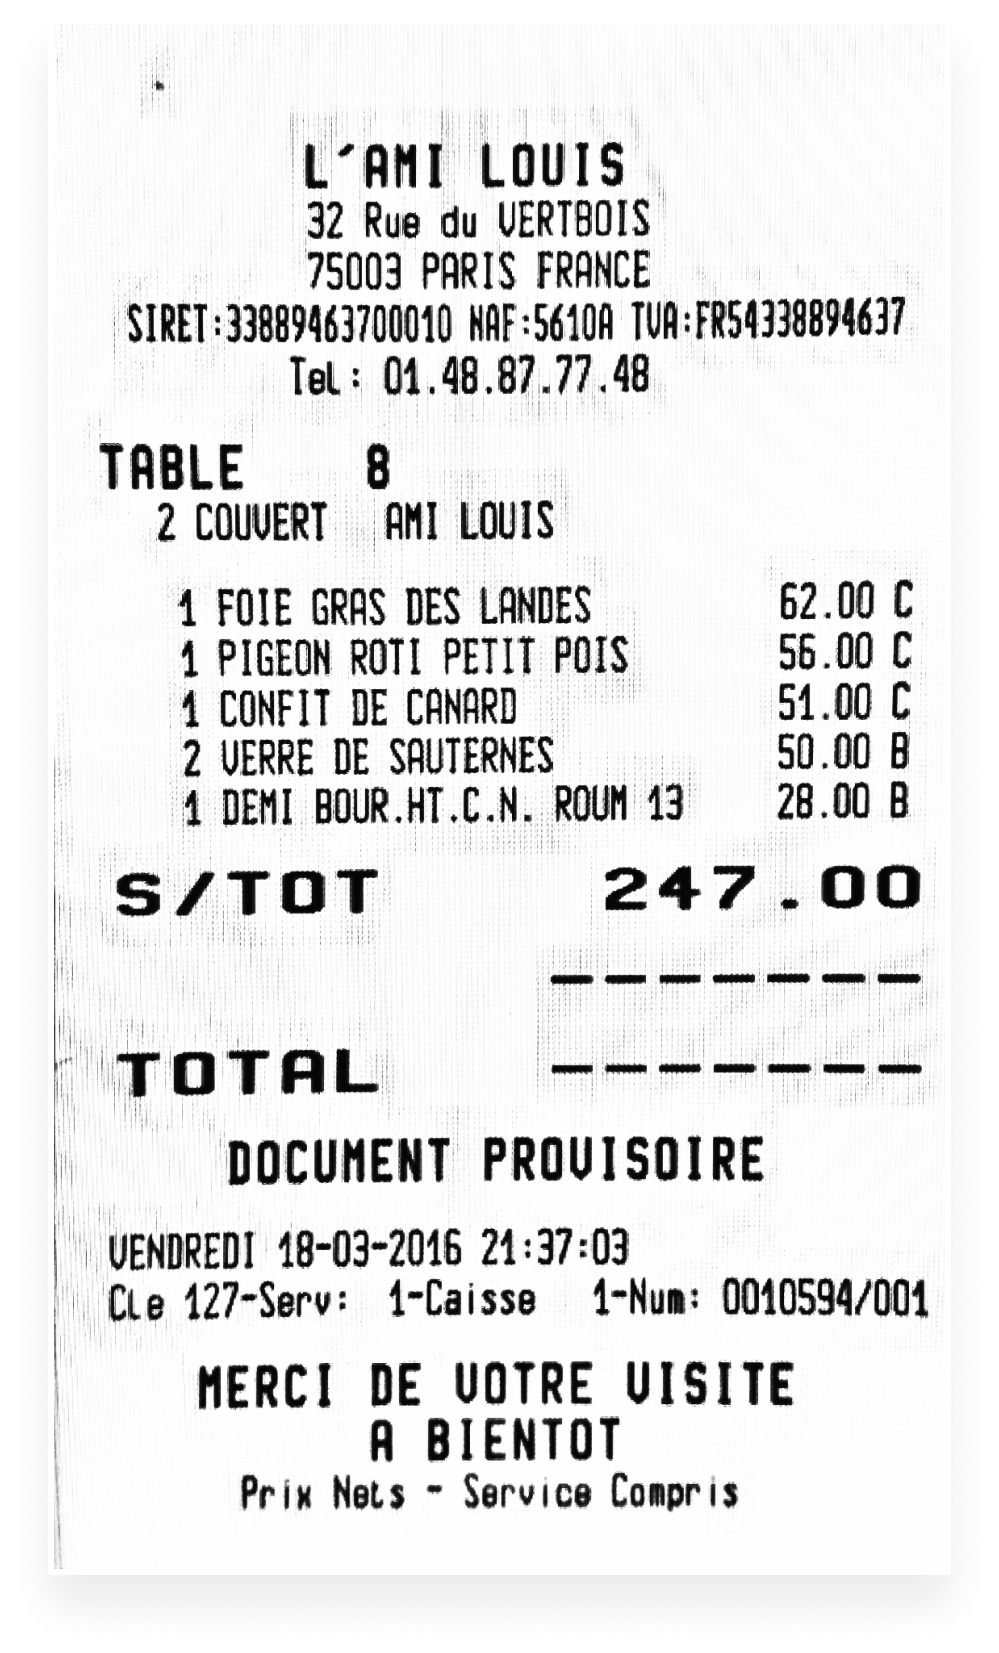 L´AMI LOUIS
32 Rue du VERTBOIS
75003 PARIS FRANCE
SIRET:33889463700010 NAF:5610A TVA:FR54338894637
Tel: 01.48.87.77.48
TABLE 8
2 COUVERT AMI LOUIS
1 FOIE GRAS DES LANDES 62.00 C
1 PIGEON ROTI PETIT POIS 56.00 C
1 CONFIT DE CANARD 51.00 C
2 VERRE DE SAUTERNES 50.00 B
1 DEMI BOUR.HT.C.N. ROUM 13 28.00 B
S/TOT 247.00
-------
TOTAL -------
DOCUMENT PROVISOIRE
VENDREDI 18-03-2016 21:37:03
Cle 127-Serv: 1-Caisse 1-Num: 0010594/001
MERCI DE VOTRE VISITE
A BIENTOT
Prix Nets - Service Compris